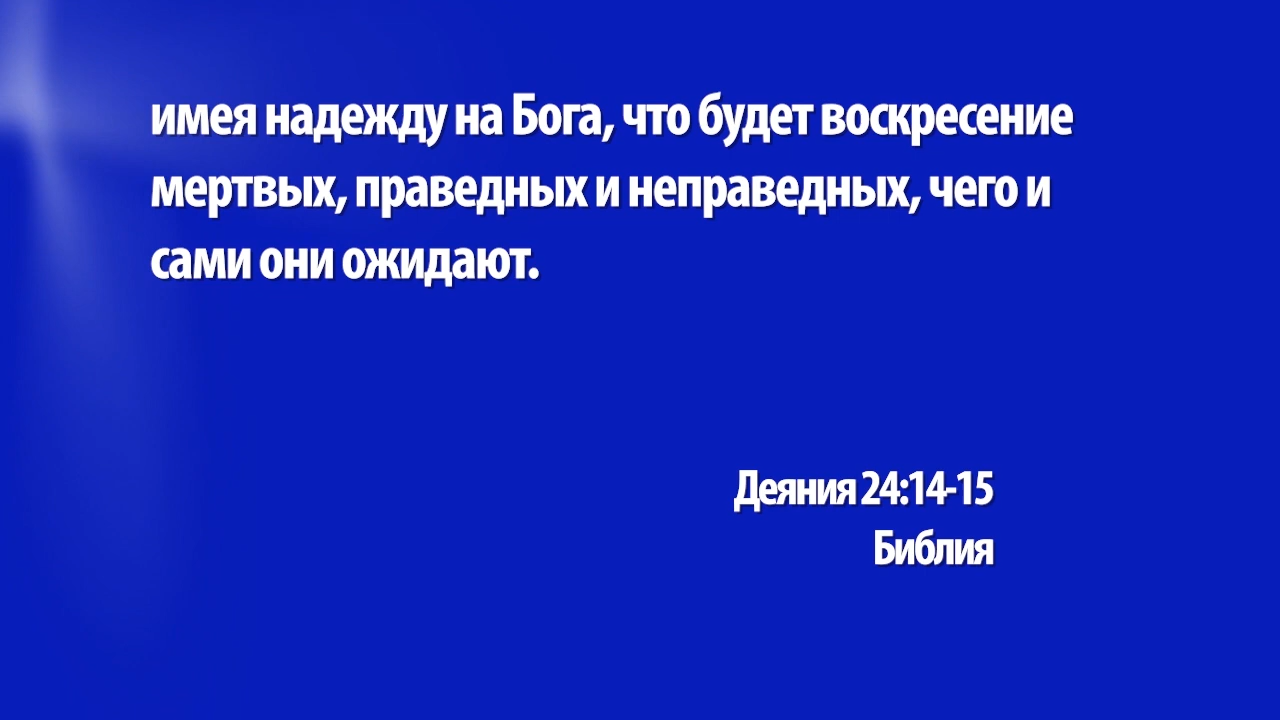 имея надежду на Бога, что будет воскресение
мертвых, праведных и неправедных, чего и
сами они ожидают.
Деяния 24:14-15
Библия